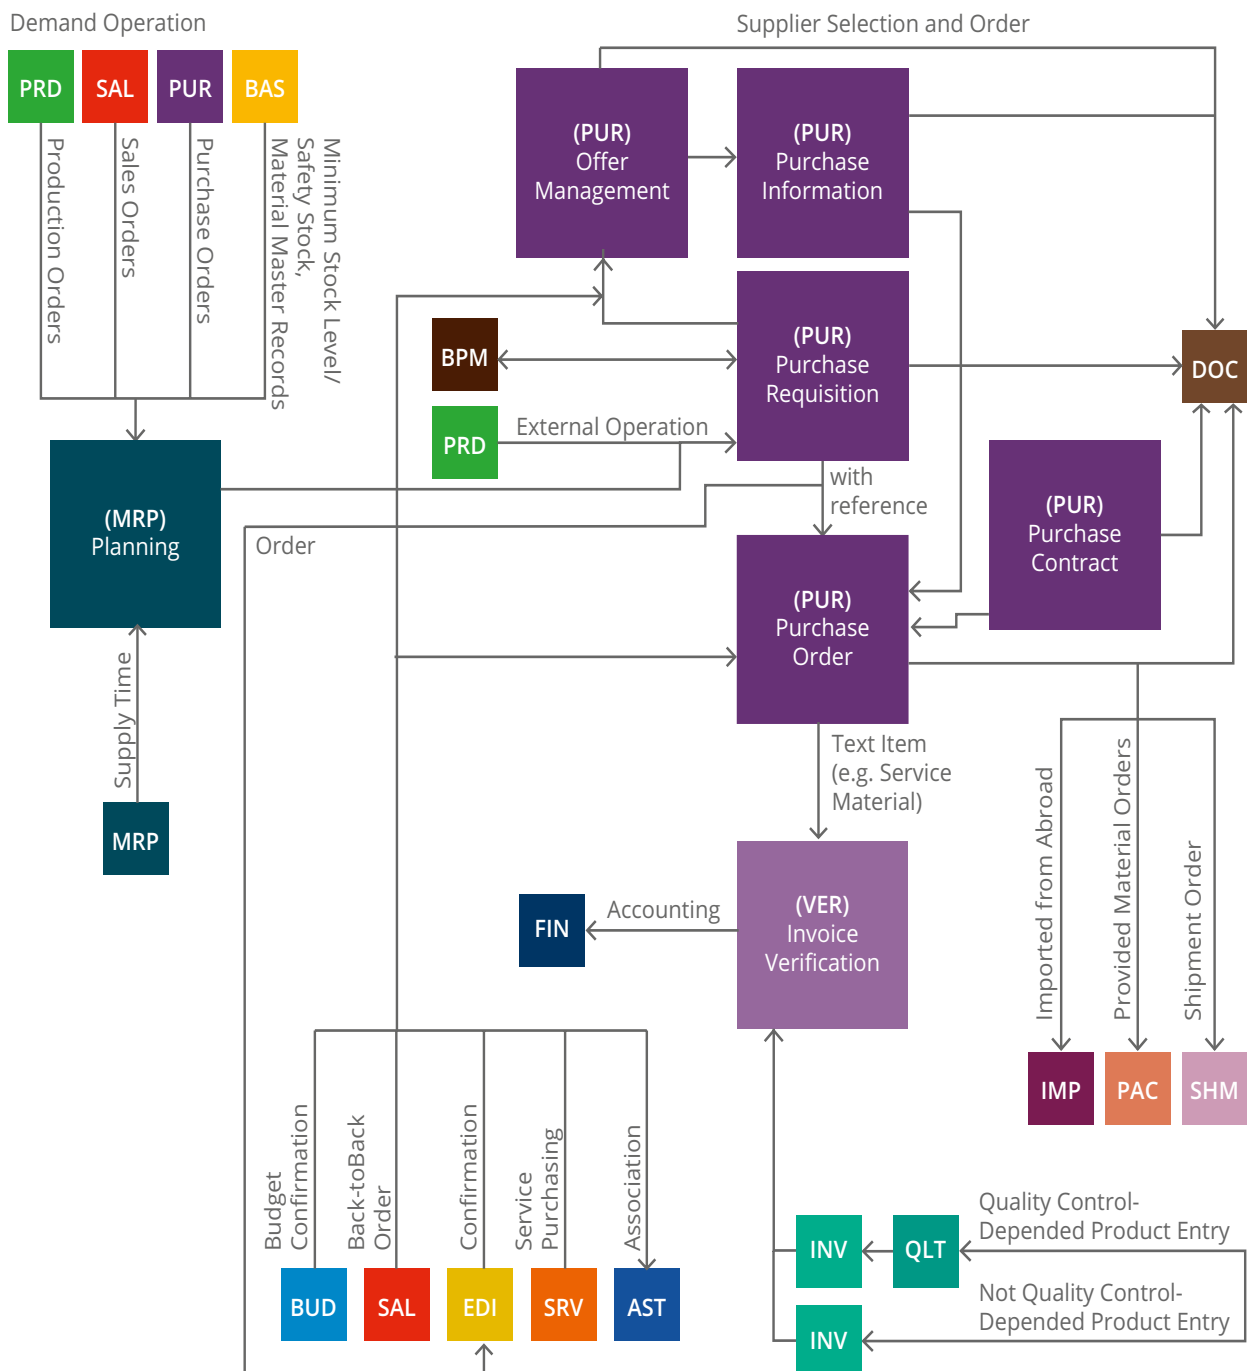 Demand Operation
Supplier Selection and Order
PRD
SAL
PUR
BAS
Production Orders
Sales Orders
Purchase Orders
Minimum Stock Level/
Safety Stock,
Material Master Records
(PUR)
Offer
Management
(PUR)
Purchase
Information
BPM
(PUR)
Purchase
Requisition
DOC
PRD
External Operation
with
reference
(MRP)
Planning
Order
(PUR)
Purchase
Contract
(PUR)
Purchase
Order
Supply Time
MRP
Text Item
(e.g. Service
Material)
Imported from Abroad
Provided Material Orders
Shipment Order
FIN
Accounting
(VER)
Invoice
Verification
IMP
PAC
SHM
Budget
Confirmation
Back-toBack
Order
Confirmation
Service
Purchasing
Association
BUD
SAL
EDI
SRV
AST
INV
QLT
Quality Control-
Depended Product Entry
Not Quality Control-
Depended Product Entry
INV